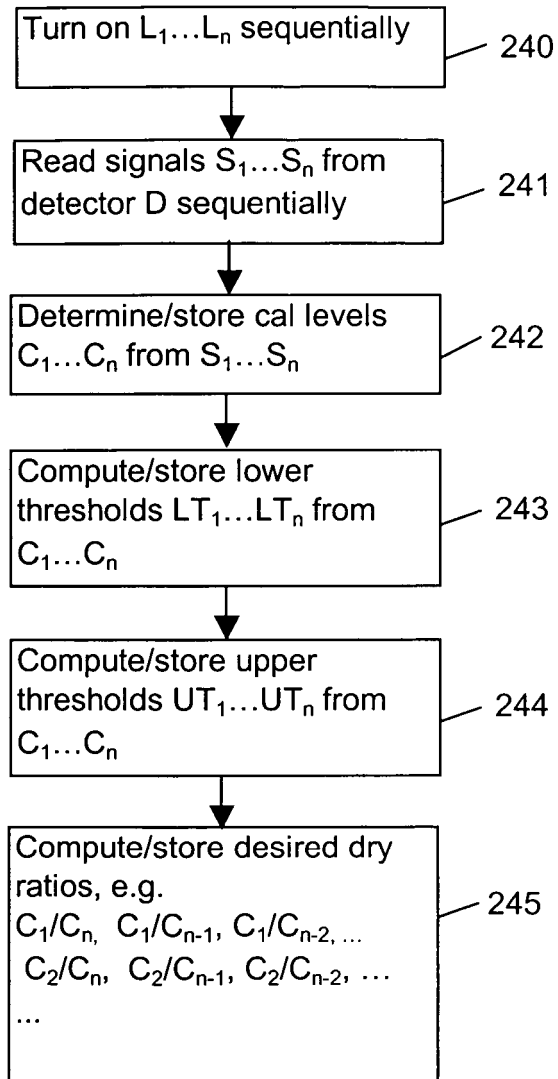 Turn on L₁...Lₙ sequentially
240
Read signals S₁...Sₙ from
detector D sequentially
241
Determine/store cal levels
C₁...Cₙ from S₁...Sₙ
242
Compute/store lower
thresholds LT₁...LTₙ from
C₁...Cₙ
243
Compute/store upper
thresholds UT₁...UTₙ from
C₁...Cₙ
244
Compute/store desired dry
ratios, e.g.
C₁/Cₙ, C₁/Cₙ₋₁, C₁/Cₙ₋₂, ...
C₂/Cₙ, C₂/Cₙ₋₁, C₂/Cₙ₋₂, ...
...
245